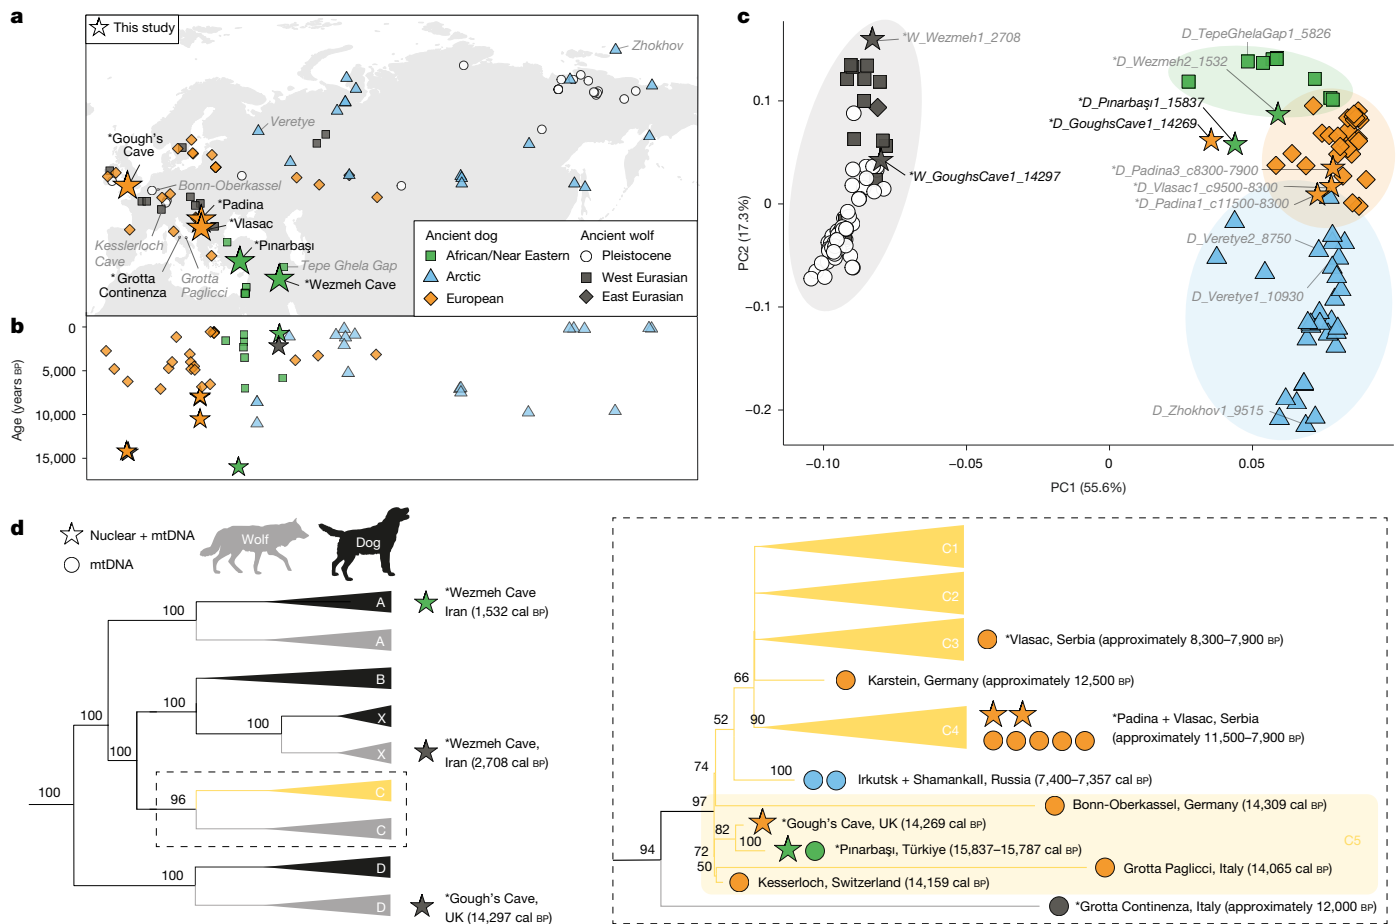 a
This study
Zhokhov
Veretye
*Gough's
Cave
Bonn-Oberkassel
*Padina
*Vlasac
Kesslerloch
Cave
*Pınarbaşı
Tepe Ghela Gap
* Grotta
Continenza
Grotta
Paglicci
*Wezmeh Cave
Ancient dog
African/Near Eastern
Arctic
European
Ancient wolf
Pleistocene
West Eurasian
East Eurasian
b
Age (years BP)
0
5,000
10,000
15,000
c
PC2 (17.3%)
0.1
0
−0.1
−0.2
−0.10
−0.05
0
0.05
PC1 (55.6%)
*W_Wezmeh1_2708
D_TepeGhelaGap1_5826
*D_Wezmeh2_1532
*D_Pınarbaşı1_15837
*D_GoughsCave1_14269
*W_GoughsCave1_14297
*D_Padina3_c8300-7900
*D_Vlasac1_c9500-8300
*D_Padina1_c11500-8300
D_Veretye2_8750
D_Veretye1_10930
D_Zhokhov1_9515
d
Nuclear + mtDNA
mtDNA
Wolf
Dog
100
100
100
100
100
100
96
100
A
A
B
X
X
C
C
D
D
*Wezmeh Cave
Iran (1,532 cal BP)
*Wezmeh Cave,
Iran (2,708 cal BP)
*Gough's Cave,
UK (14,297 cal BP)
C1
C2
C3
*Vlasac, Serbia (approximately 8,300–7,900 BP)
66
Karstein, Germany (approximately 12,500 BP)
52
90
C4
*Padina + Vlasac, Serbia
(approximately 11,500–7,900 BP)
74
100
Irkutsk + ShamankaII, Russia (7,400–7,357 cal BP)
97
Bonn-Oberkassel, Germany (14,309 cal BP)
82
*Gough's Cave, UK (14,269 cal BP)
100
*Pınarbaşı, Türkiye (15,837–15,787 cal BP)
C5
94
72
50
Grotta Paglicci, Italy (14,065 cal BP)
Kesserloch, Switzerland (14,159 cal BP)
*Grotta Continenza, Italy (approximately 12,000 BP)